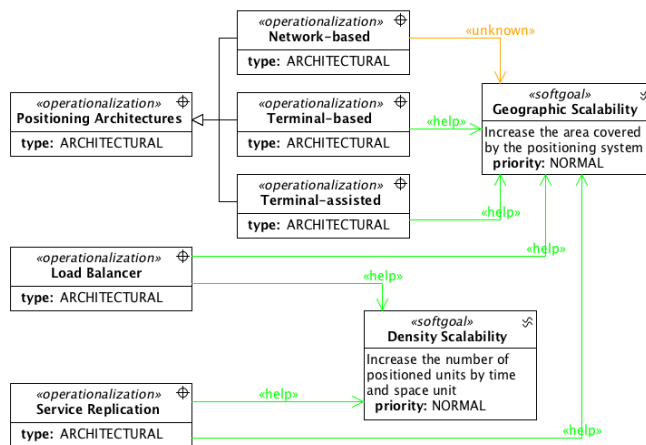 «operationalization»
Network-based
type: ARCHITECTURAL
«unknown»
«softgoal»
Geographic Scalability
Increase the area covered
by the positioning system
priority: NORMAL
«operationalization»
Positioning Architectures
type: ARCHITECTURAL
«operationalization»
Terminal-based
type: ARCHITECTURAL
«help»
«operationalization»
Terminal-assisted
type: ARCHITECTURAL
«help»
«operationalization»
Load Balancer
type: ARCHITECTURAL
«help»
«help»
«softgoal»
Density Scalability
Increase the number of
positioned units by time
and space unit
priority: NORMAL
«operationalization»
Service Replication
type: ARCHITECTURAL
«help»
«help»